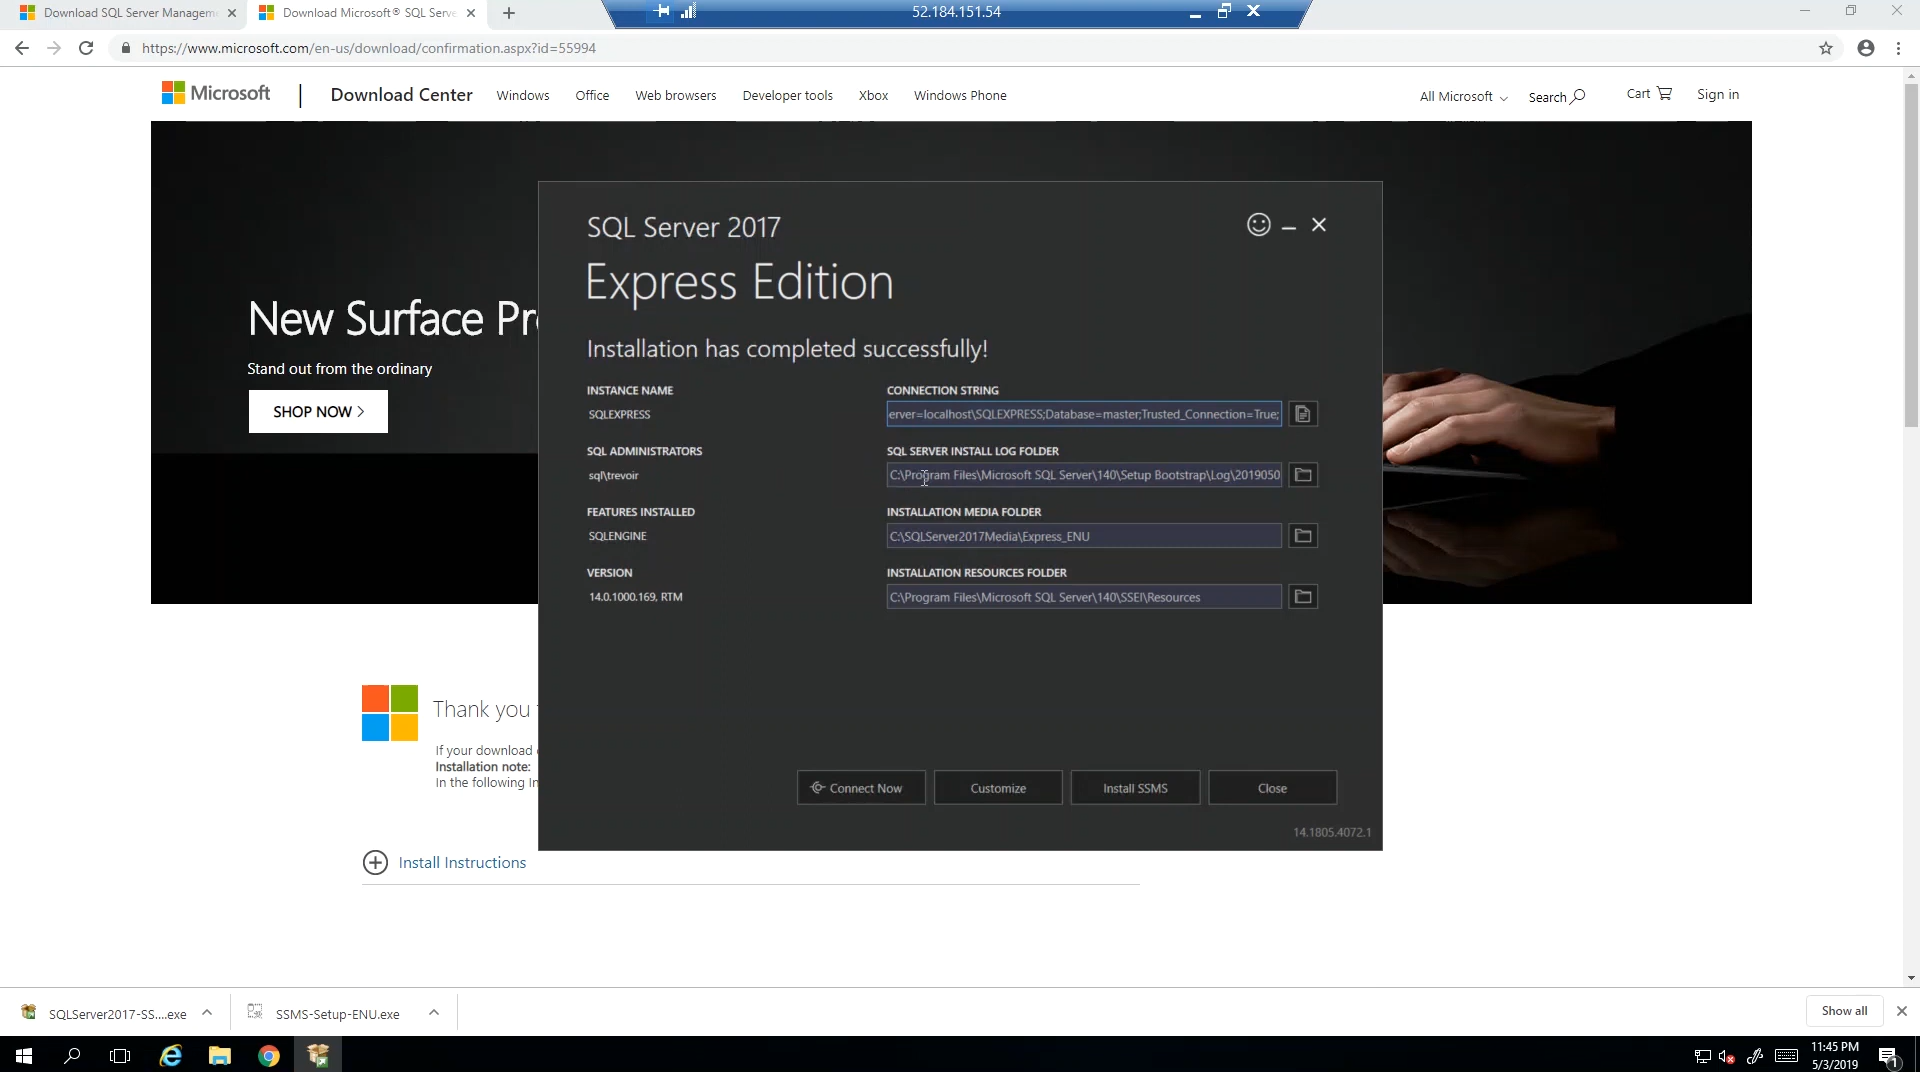 Download SQL Server Managem
Download Microsoft® SQL Serve
52.184.151.54
https://www.microsoft.com/en-us/download/confirmation.aspx?id=55994
Microsoft
Download Center
Windows
Office
Web browsers
Developer tools
Xbox
Windows Phone
All Microsoft
Search
Cart
Sign in
New Surface Pr
Stand out from the ordinary
SHOP NOW >
SQL Server 2017
Express Edition
Installation has completed successfully!
INSTANCE NAME
SQLEXPRESS
CONNECTION STRING
erver=localhost\SQLEXPRESS;Database=master;Trusted_Connection=True;
SQL ADMINISTRATORS
sql\trevoir
SQL SERVER INSTALL LOG FOLDER
C:\Program Files\Microsoft SQL Server\140\Setup Bootstrap\Log\2019050
FEATURES INSTALLED
SQLENGINE
INSTALLATION MEDIA FOLDER
C:\SQLServer2017Media\Express_ENU
VERSION
14.0.1000.169, RTM
INSTALLATION RESOURCES FOLDER
C:\Program Files\Microsoft SQL Server\140\SSEI\Resources
Connect Now
Customize
Install SSMS
Close
14.1805.4072.1
Thank you
If your download
Installation note:
In the following In
Install Instructions
SQLServer2017-SS....exe
SSMS-Setup-ENU.exe
Show all
11:45 PM
5/3/2019
1